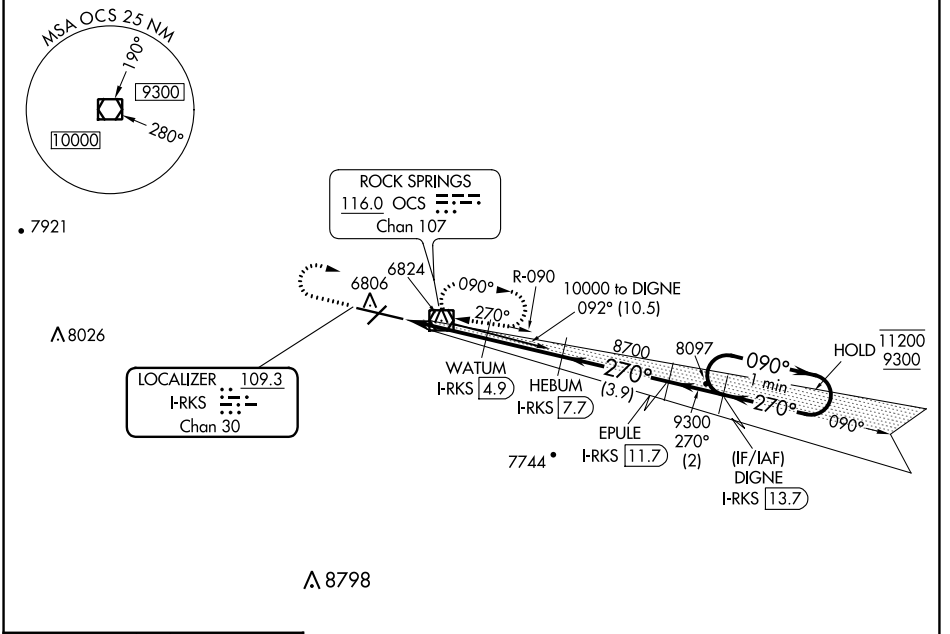 MSA OCS 25 NM
190°
9300
280°
10000
7921
ROCK SPRINGS
116.0 OCS
Chan 107
6824
6806
090°
R-090
270°
10000 to DIGNE
092° (10.5)
8026
LOCALIZER 109.3
I-RKS
Chan 30
WATUM
I-RKS 4.9
HEBUM
I-RKS 7.7
8700
270°
(3.9)
8097
090°
1 min
270°
HOLD 11200
9300
090°
EPULE
I-RKS 11.7
9300
270°
(2)
(IF/IAF)
DIGNE
I-RKS 13.7
7744
8798